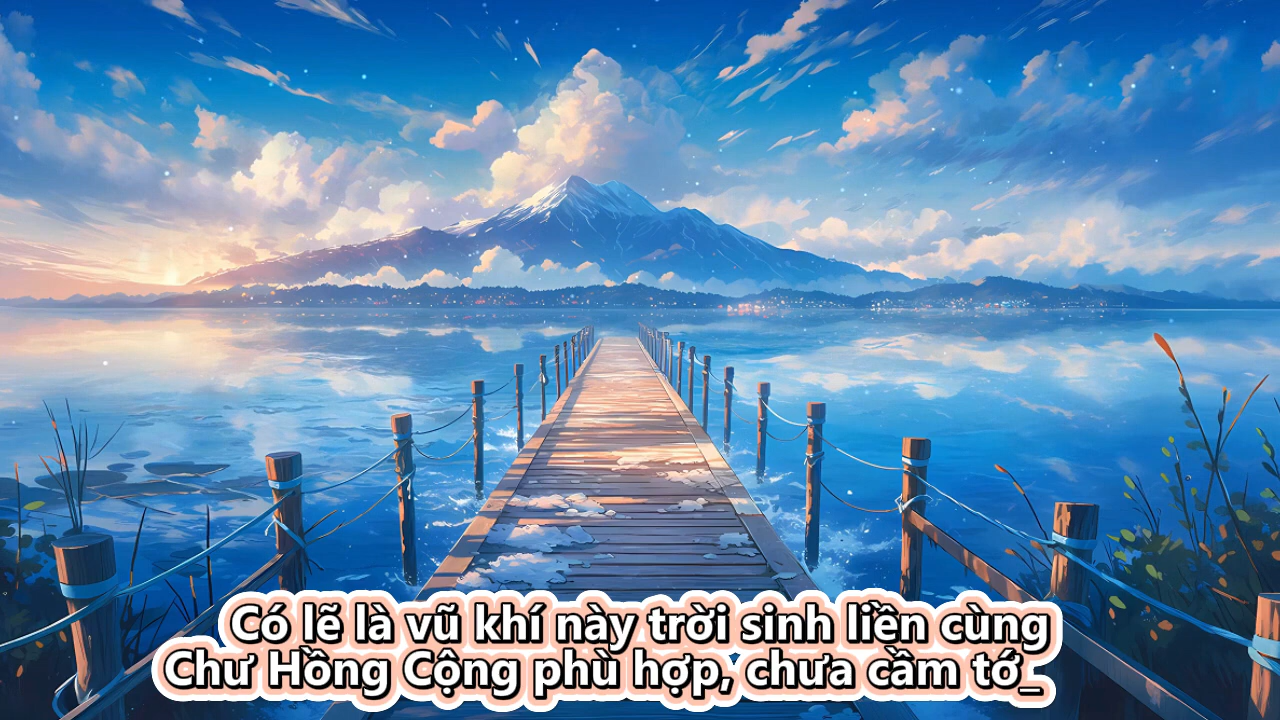 Có lẽ là vũ khí này trời sinh liền cùng
Chư Hồng Cộng phù hợp, chưa cầm tớ_